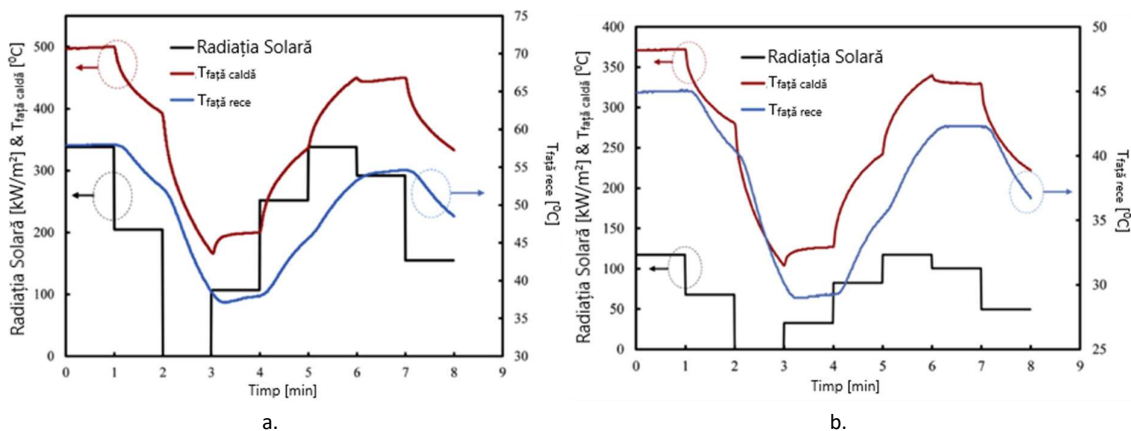 Radiația Solară [kW/m²] & Tfață caldă [⁰C]
500
400
300
200
100
0
0 1 2 3 4 5 6 7 8 9
Timp [min]
75
70
65
60
55
50
45
40
35
30
Tfață rece [⁰C]
Radiația Solară
Tfață caldă
Tfață rece
a.
Radiația Solară [kW/m²] & Tfață caldă [⁰C]
400
350
300
250
200
150
100
50
0
0 1 2 3 4 5 6 7 8 9
Timp [min]
50
45
40
35
30
25
Tfață rece [⁰C]
Radiația Solară
Tfață caldă
Tfață rece
b.